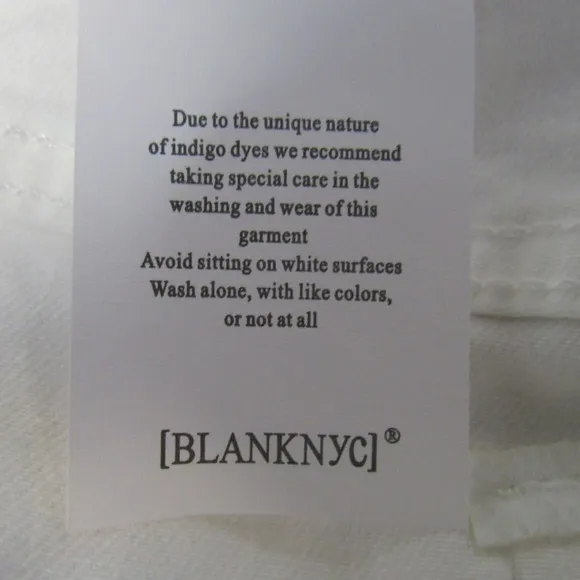 Due to the unique nature
of indigo dyes we recommend
taking special care in the
washing and wear of this
garment
Avoid sitting on white surfaces
Wash alone, with like colors,
or not at all
[BLANKNYC]®